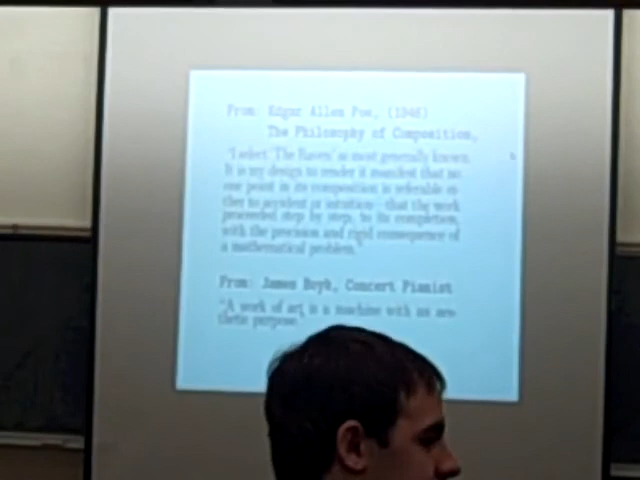 From: Edgar Allen Poe, (1846)
The Philosophy of Composition,
"I select 'The Raven' as most generally known.
It is my design to render it manifest that no
one point in its composition is referable ei-
ther to accident or intuition—that the work
proceeded step by step, to its completion
with the precision and rigid consequence of
a mathematical problem."
From: James Boyk, Concert Pianist
"A work of art is a machine with an aes-
thetic purpose.